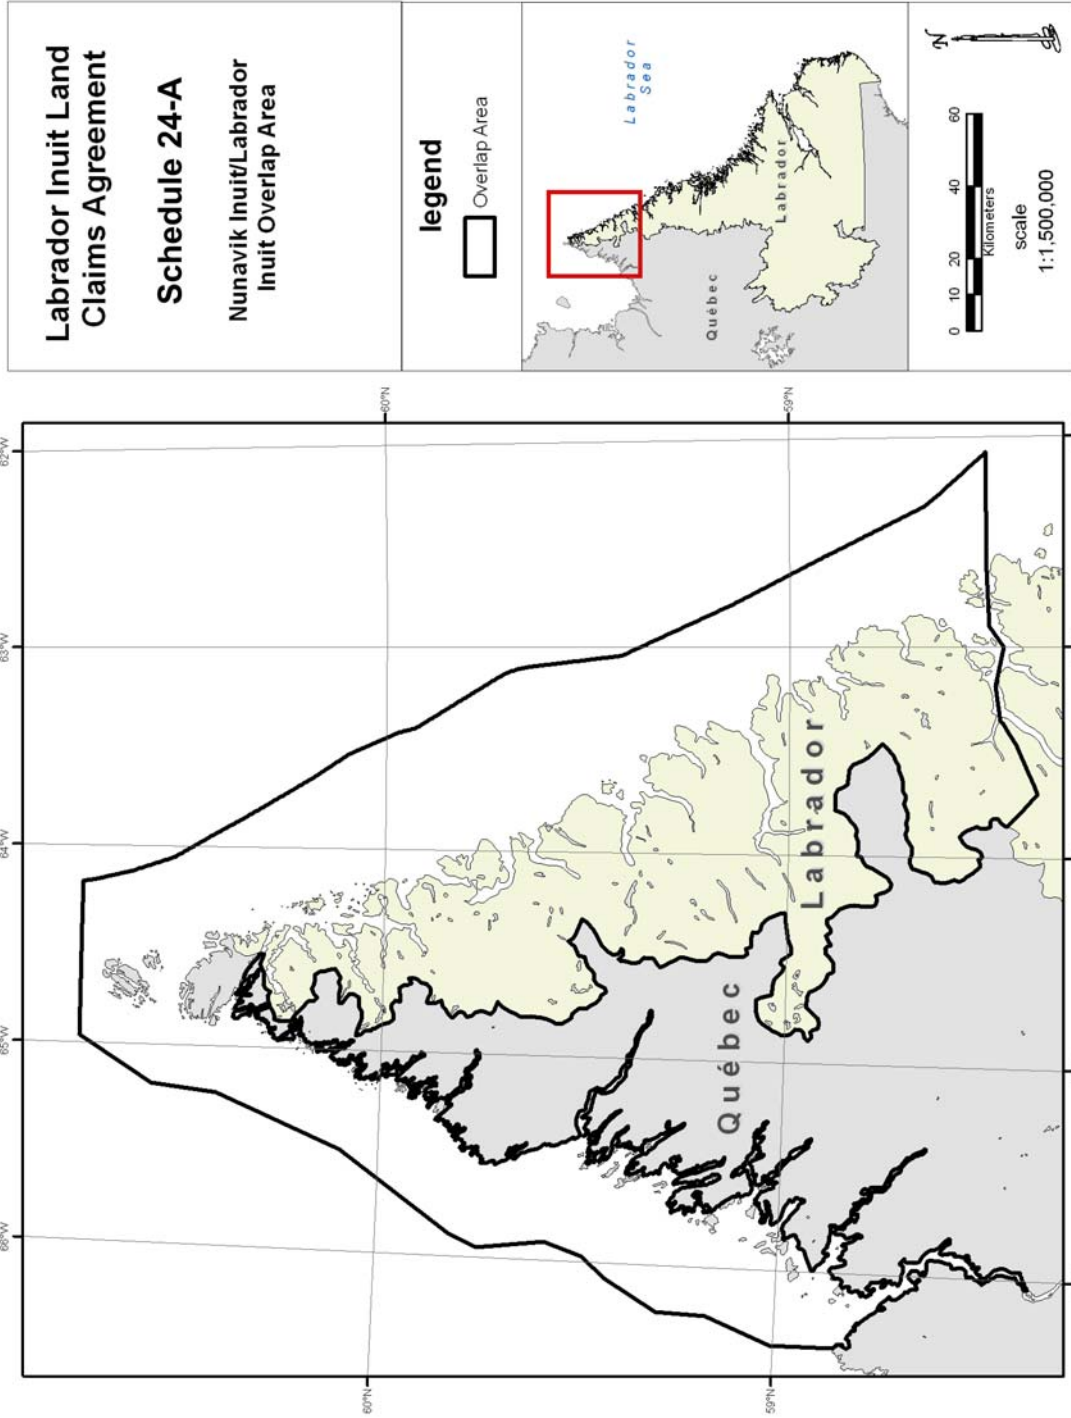 Labrador Inuit Land
Claims Agreement
Schedule 24-A
Nunavik Inuit/Labrador
Inuit Overlap Area
legend
Overlap Area
Labrador
Sea
Labrador
Québec
N
0 10 20 40 60
Kilometers
scale
1:1,500,000
66°W 65°W 64°W 63°W 62°W
60°N
60°N
59°N
59°N
Québec
Labrador